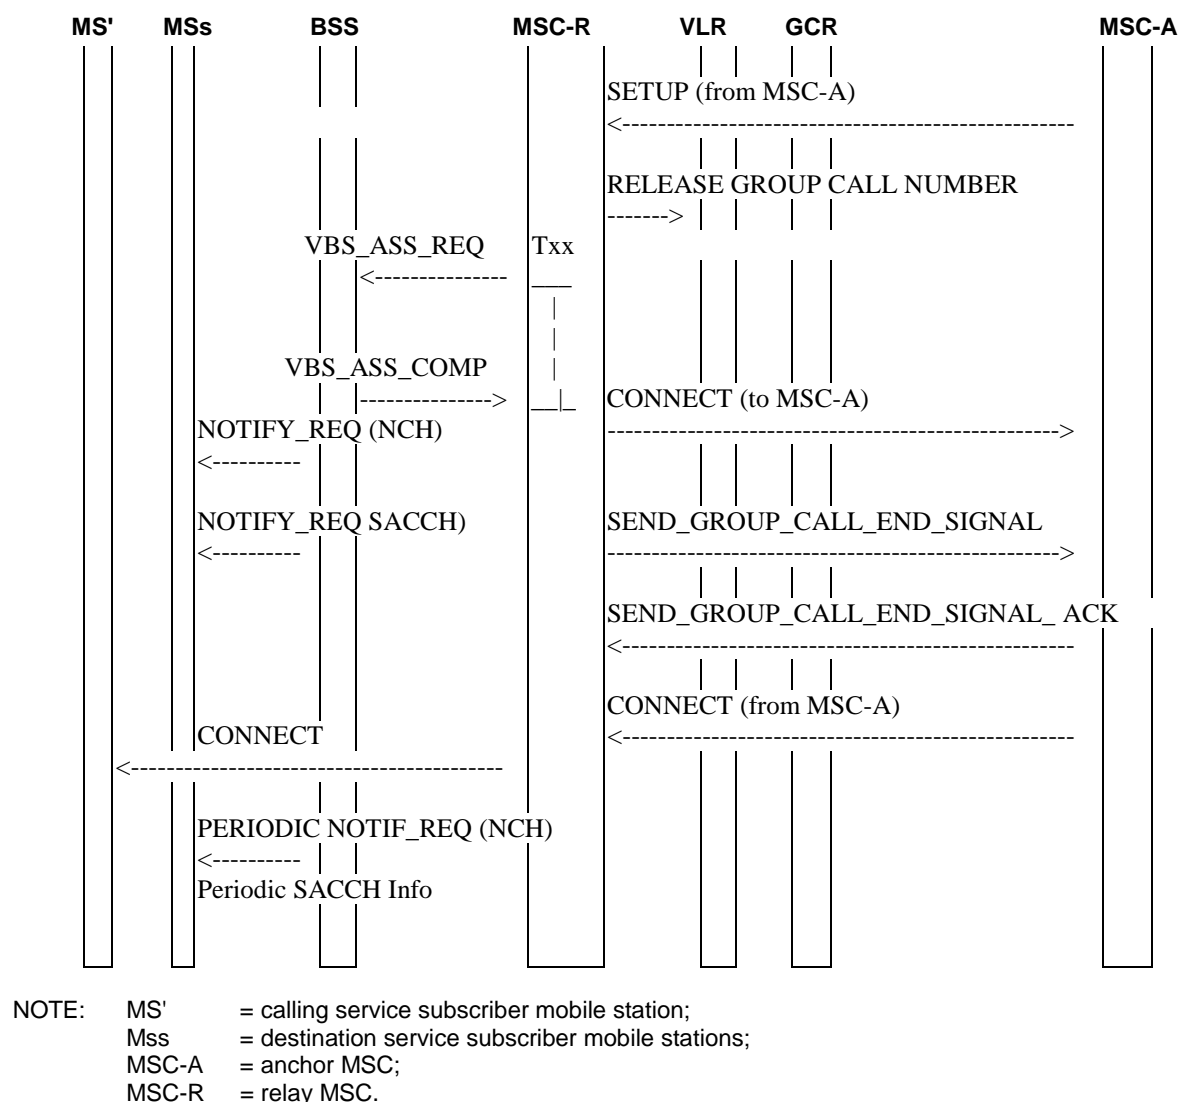 MS' MSs BSS MSC-R VLR GCR MSC-A
SETUP (from MSC-A)
<--------------------------------------------------
RELEASE GROUP CALL NUMBER
------->
VBS_ASS_REQ Txx
<--------------- ___
|
|
VBS_ASS_COMP |
---------------> __|_ CONNECT (to MSC-A)
NOTIFY_REQ (NCH) -------------------------------------------------->
<----------
NOTIFY_REQ SACCH) SEND_GROUP_CALL_END_SIGNAL
<---------- -------------------------------------------------->
SEND_GROUP_CALL_END_SIGNAL_ ACK
<--------------------------------------------------
CONNECT (from MSC-A)
CONNECT <--------------------------------------------------
<------------------------------------------
PERIODIC NOTIF_REQ (NCH)
<----------
Periodic SACCH Info
NOTE: MS' = calling service subscriber mobile station;
Mss = destination service subscriber mobile stations;
MSC-A = anchor MSC;
MSC-R = relay MSC.